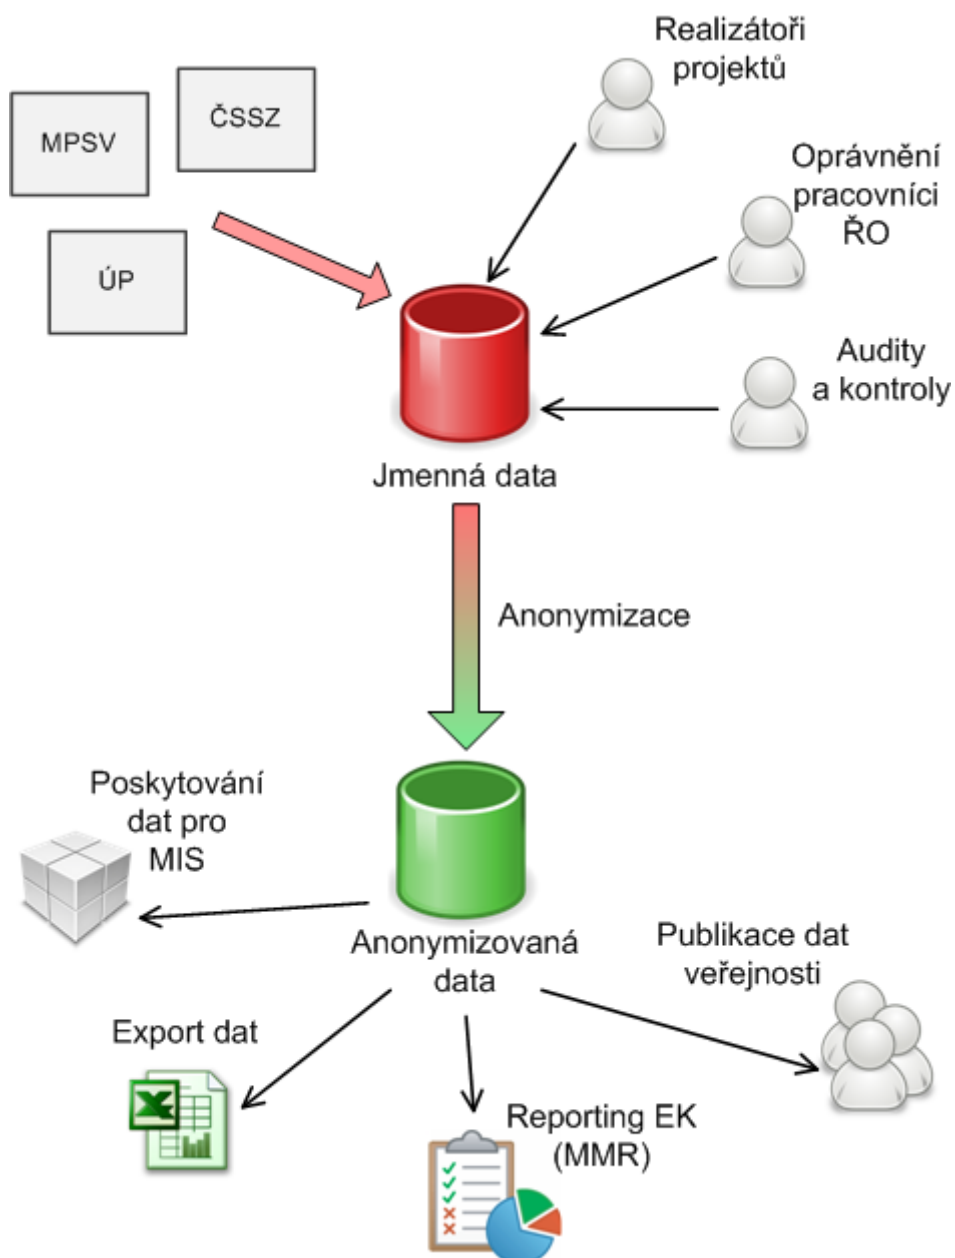 Realizátoři
projektů
MPSV
ČSSZ
ÚP
Oprávnění
pracovníci
ŘO
Audity
a kontroly
Jmenná data
Anonymizace
Poskytování
dat pro
MIS
Anonymizovaná
data
Publikace dat
veřejnosti
Export dat
Reporting EK
(MMR)